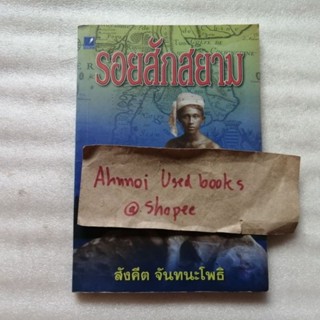 รอยสักสยาม
Ahnnoi Used books
@ Shopee
สังคีต จันทนะโพธิ